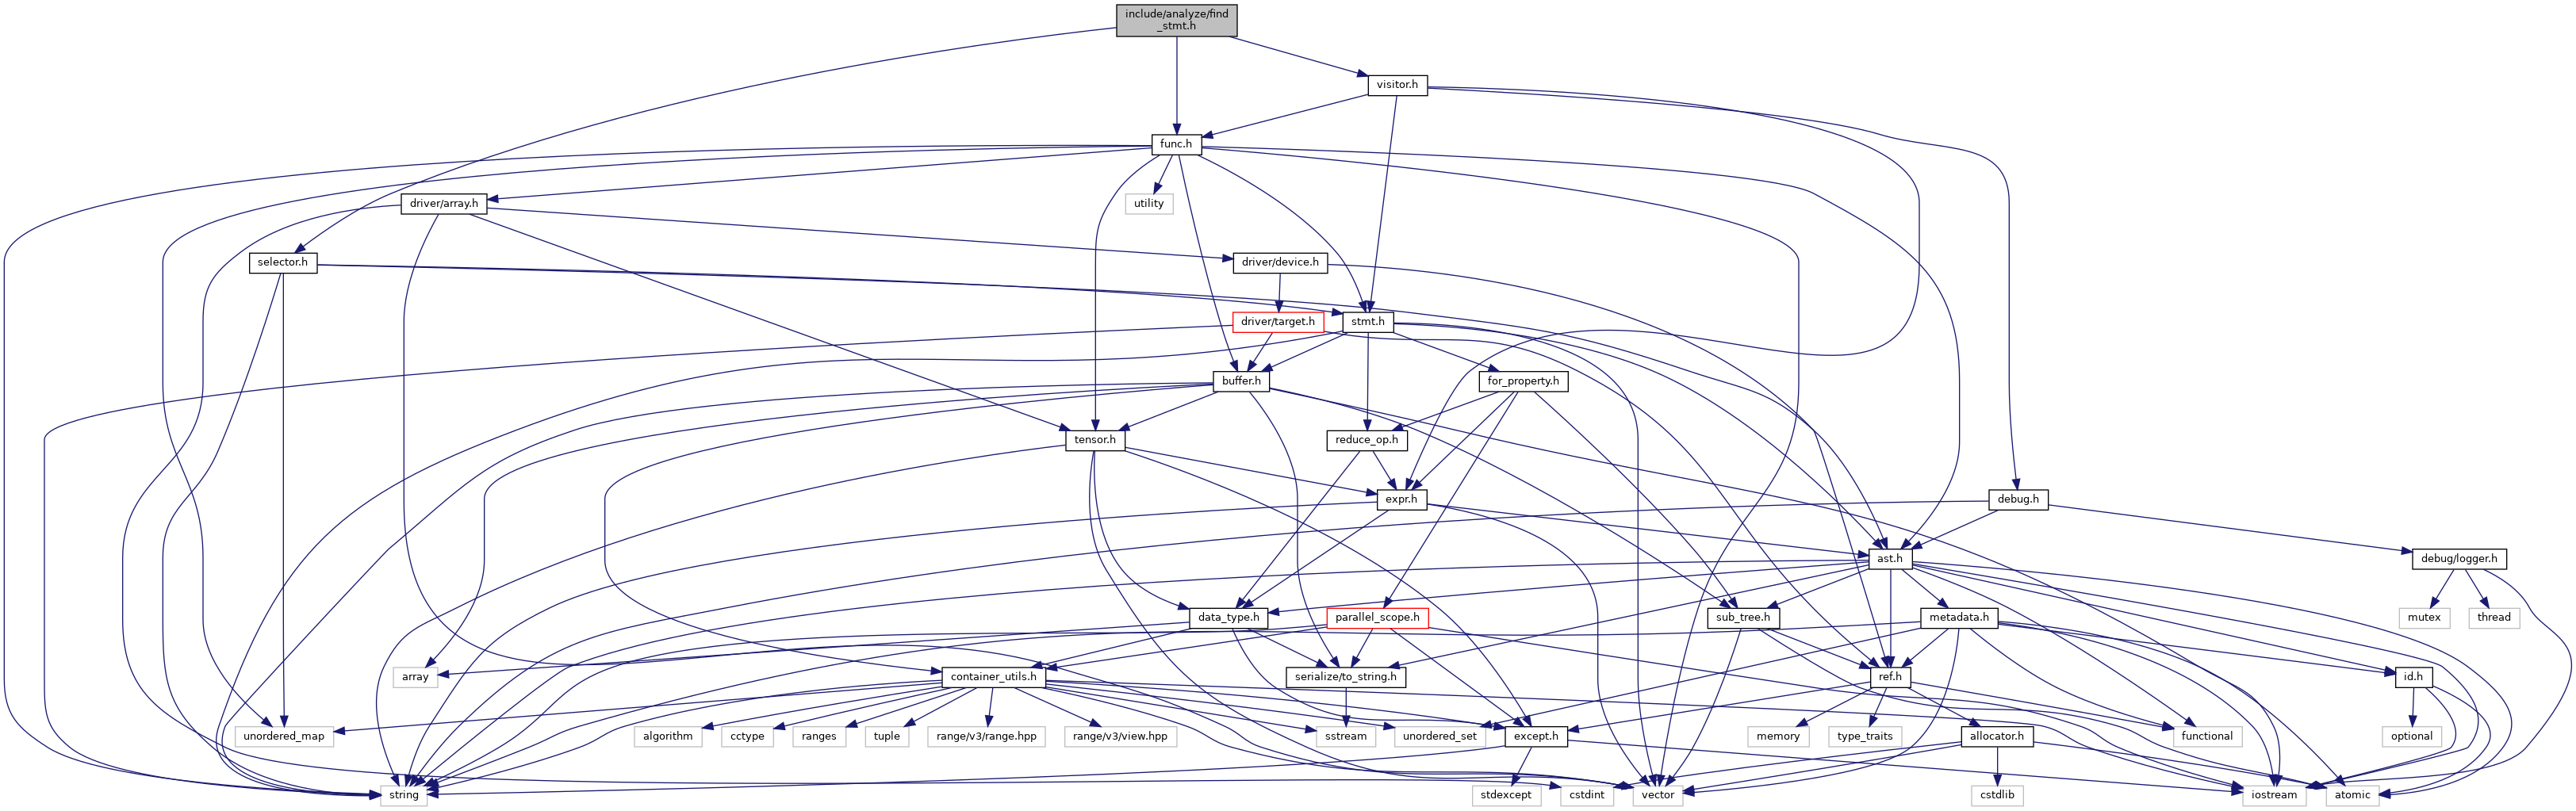 include/analyze/find
_stmt.h
visitor.h
func.h
driver/array.h
utility
selector.h
driver/device.h
driver/target.h
stmt.h
buffer.h
for_property.h
tensor.h
reduce_op.h
expr.h
debug.h
ast.h
debug/logger.h
data_type.h
parallel_scope.h
sub_tree.h
metadata.h
mutex
thread
array
container_utils.h
serialize/to_string.h
ref.h
id.h
unordered_map
algorithm
cctype
ranges
tuple
range/v3/range.hpp
range/v3/view.hpp
sstream
unordered_set
except.h
memory
type_traits
allocator.h
functional
optional
string
stdexcept
cstdint
vector
cstdlib
iostream
atomic